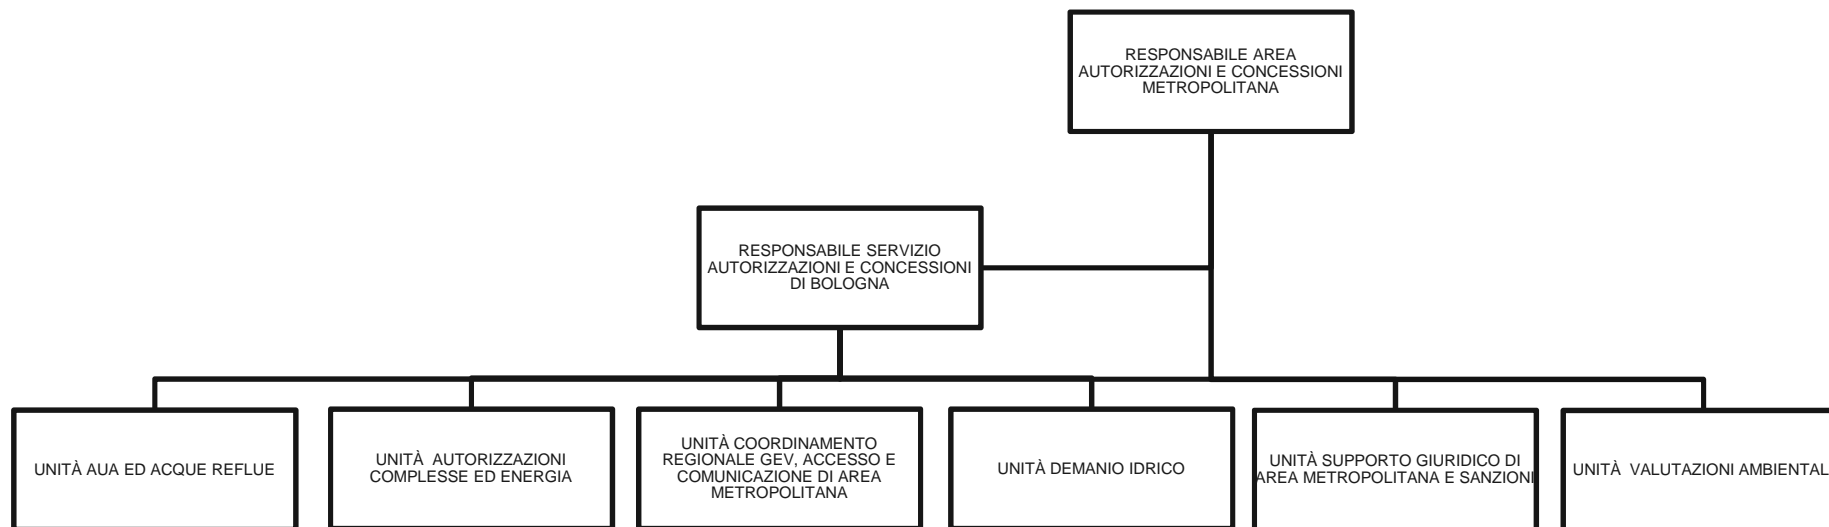 RESPONSABILE AREA
AUTORIZZAZIONI E CONCESSIONI
METROPOLITANA
RESPONSABILE SERVIZIO
AUTORIZZAZIONI E CONCESSIONI
DI BOLOGNA
UNITÀ AUA ED ACQUE REFLUE
UNITÀ AUTORIZZAZIONI
COMPLESSE ED ENERGIA
UNITÀ COORDINAMENTO
REGIONALE GEV, ACCESSO E
COMUNICAZIONE DI AREA
METROPOLITANA
UNITÀ DEMANIO IDRICO
UNITÀ SUPPORTO GIURIDICO DI
AREA METROPOLITANA E SANZIONI
UNITÀ VALUTAZIONI AMBIENTAL